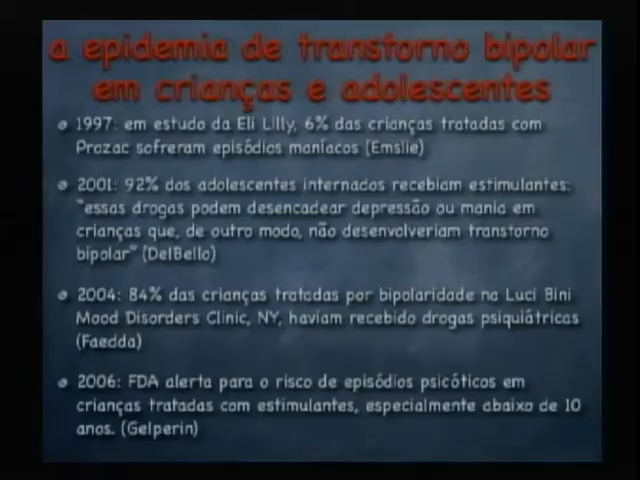 a epidemia de transtorno bipolar
em crianças e adolescentes
1997: em estudo da Eli Lilly, 6% das crianças tratadas com
Prozac sofreram episódios maníacos (Emslie)
2001: 92% dos adolescentes internados recebiam estimulantes:
"essas drogas podem desencadear depressão ou mania em
crianças que, de outro modo, não desenvolveriam transtorno
bipolar" (DelBello)
2004: 84% das crianças tratadas por bipolaridade na Luci Bini
Mood Disorders Clinic, NY, haviam recebido drogas psiquiátricas
(Faedda)
2006: FDA alerta para o risco de episódios psicóticos em
crianças tratadas com estimulantes, especialmente abaixo de 10
anos. (Gelperin)